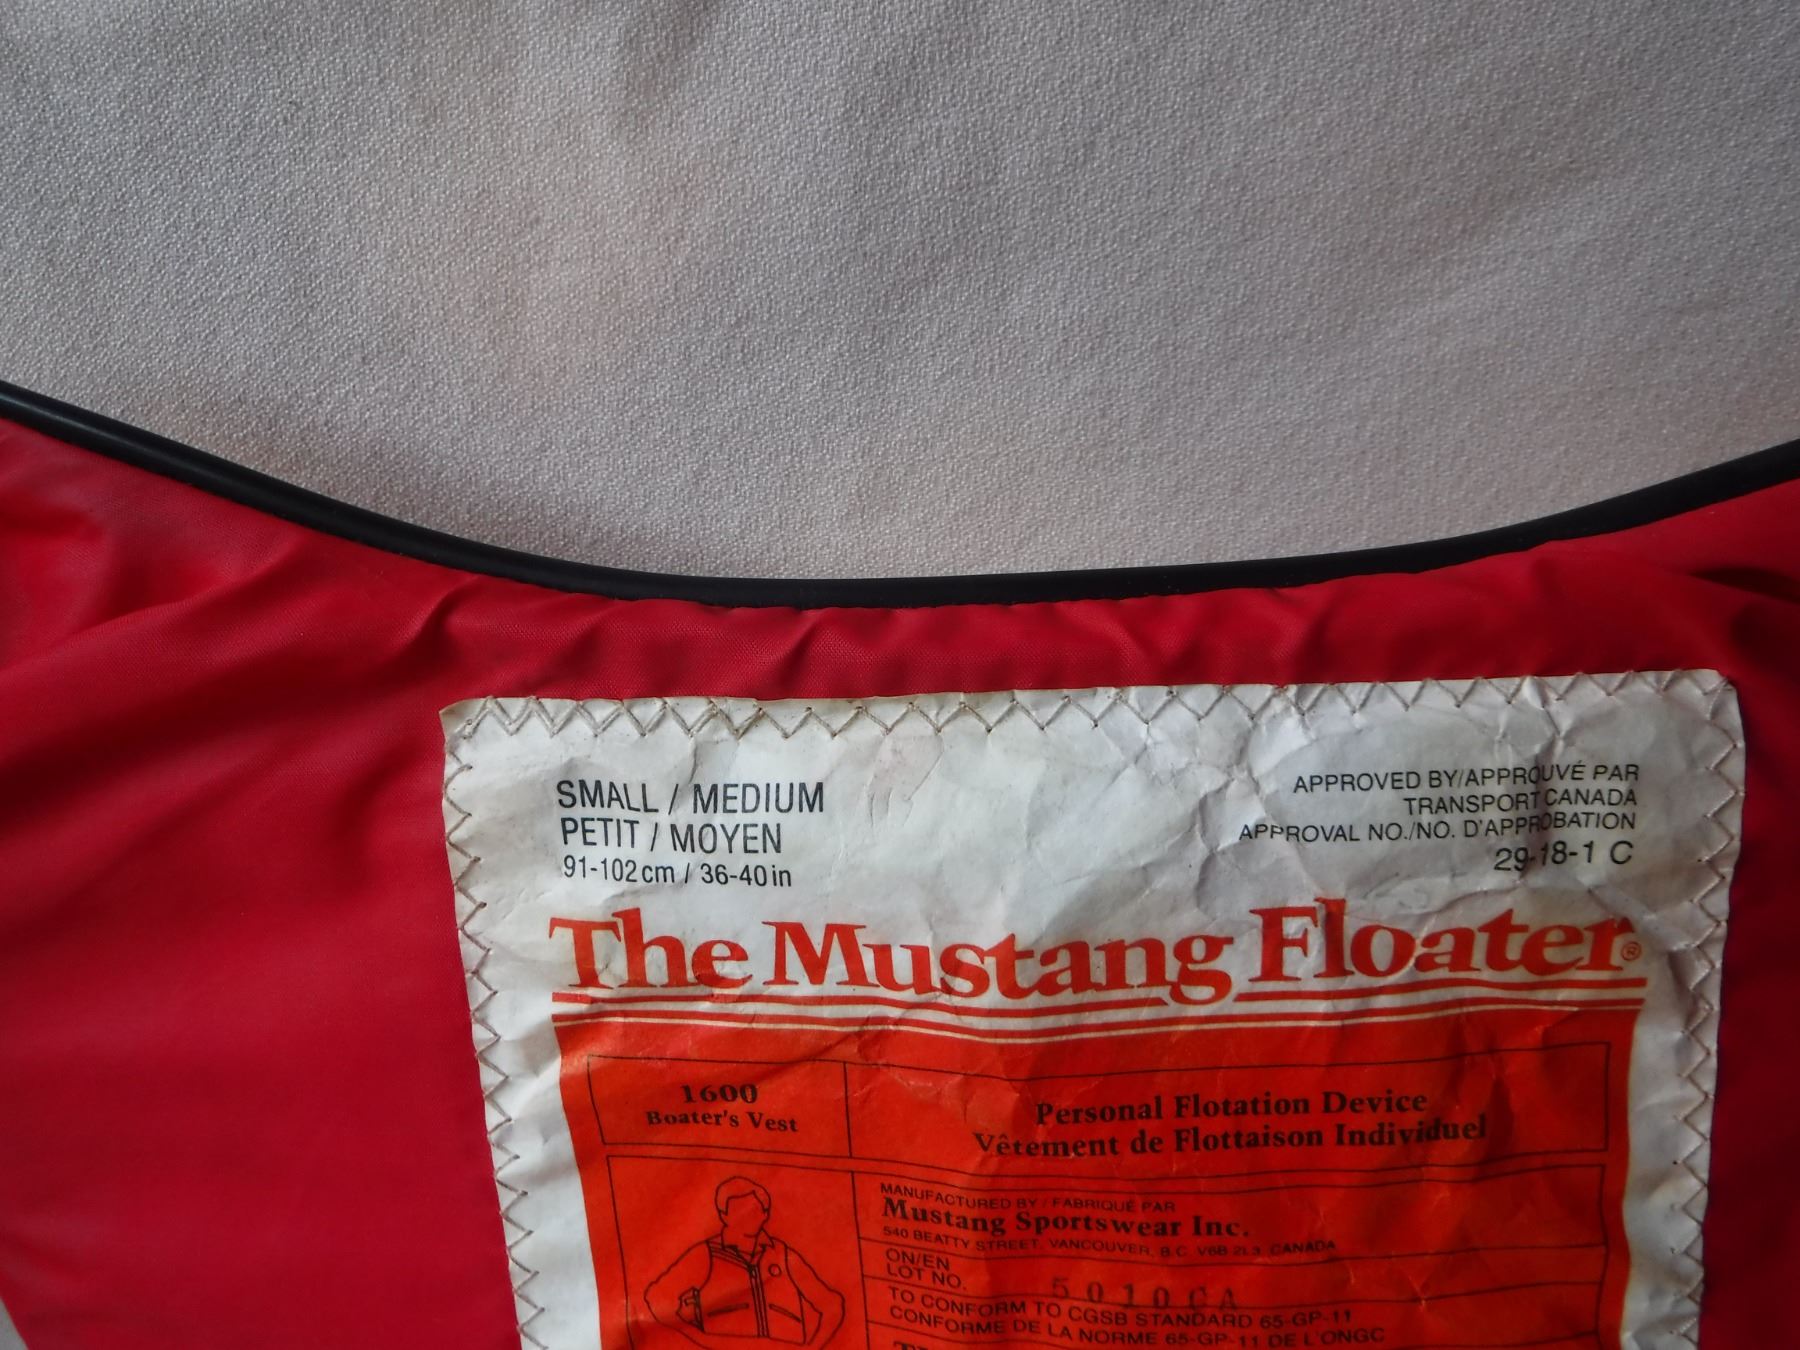 SMALL / MEDIUM
PETIT / MOYEN
91-102 cm / 36-40 in
APPROVED BY/APPROUVÉ PAR
TRANSPORT CANADA
APPROVAL NO./NO. D'APPROBATION
29-18-1 C
The Mustang Floater®
1600
Boater's Vest
Personal Flotation Device
Vêtement de Flottaison Individuel
MANUFACTURED BY / FABRIQUÉ PAR
Mustang Sportswear Inc.
540 BEATTY STREET, VANCOUVER, B.C. V6B 2L3 CANADA
ON/EN
LOT NO. 5010CA
TO CONFORM TO CGSB STANDARD 65-GP-11
CONFORME DE LA NORME 65-GP-11 DE L'ONGC